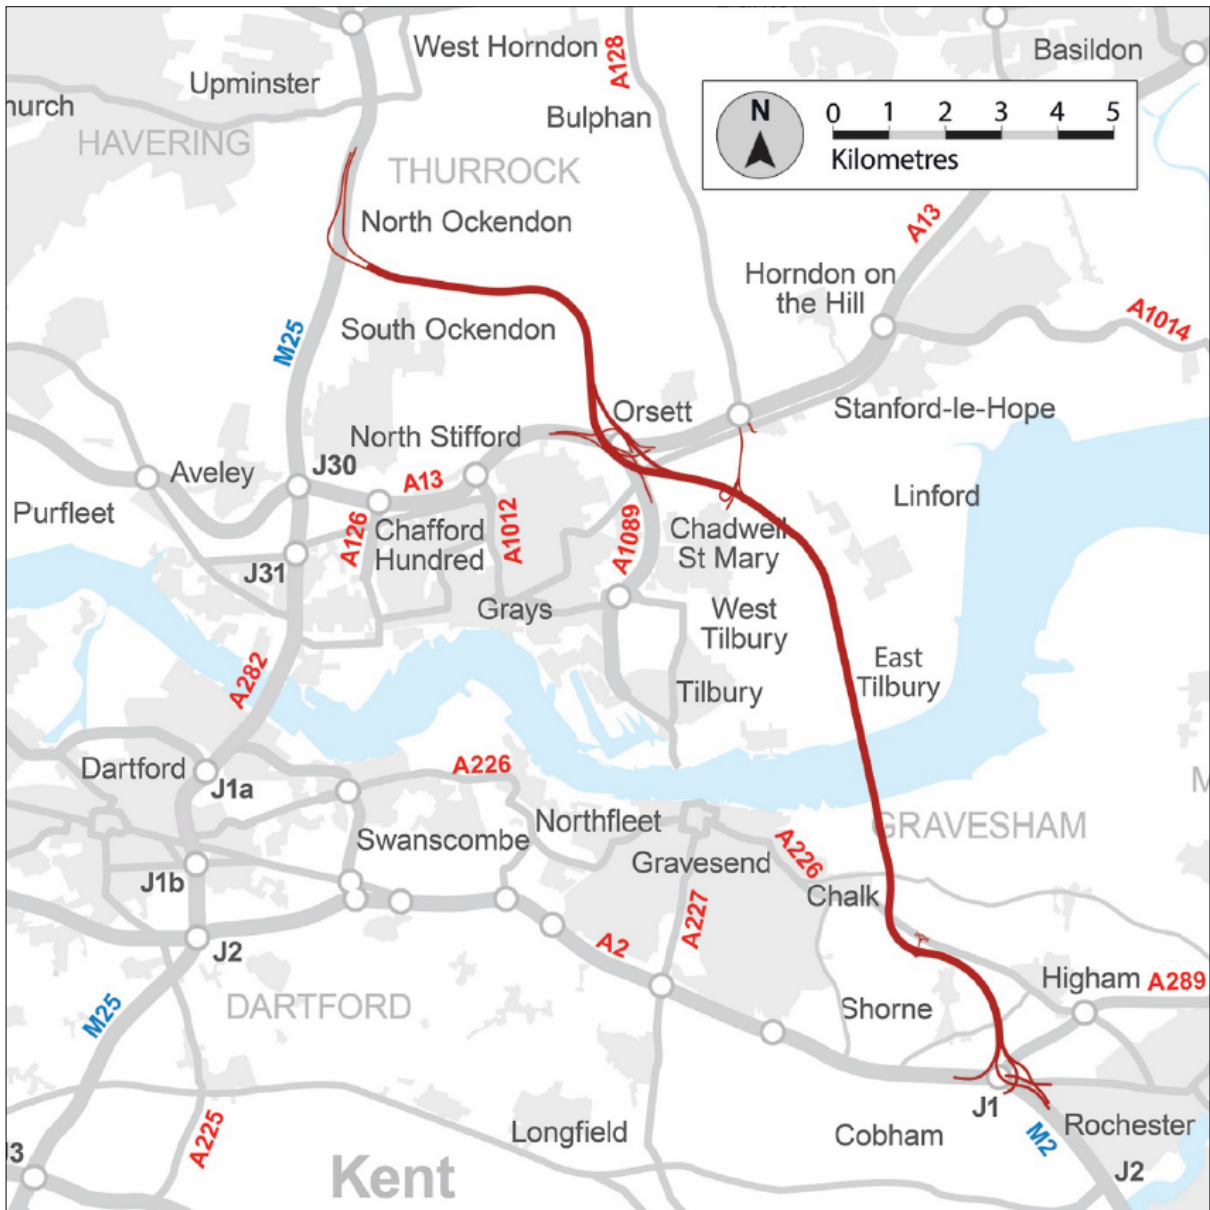 West Horndon
A128
Basildon
Upminster
hurch
Bulphan
HAVERING
THURROCK
N
0 1 2 3 4 5
Kilometres
North Ockendon
A13
Horndon on
the Hill
A1014
M25
South Ockendon
Orsett
Stanford-le-Hope
North Stifford
J30
Aveley
A13
Linford
Purfleet
A126
Chafford
Hundred
A1012
A1089
Chadwell
St Mary
J31
Grays
West
Tilbury
A282
East
Tilbury
Tilbury
Dartford
J1a
A226
M
Northfleet
GRAVESHAM
Swanscombe
A226
Gravesend
J1b
Chalk
A227
A2
J2
Higham
A289
DARTFORD
Shorne
M25
J1
A225
Longfield
Cobham
M2
Rochester
J3
Kent
J2